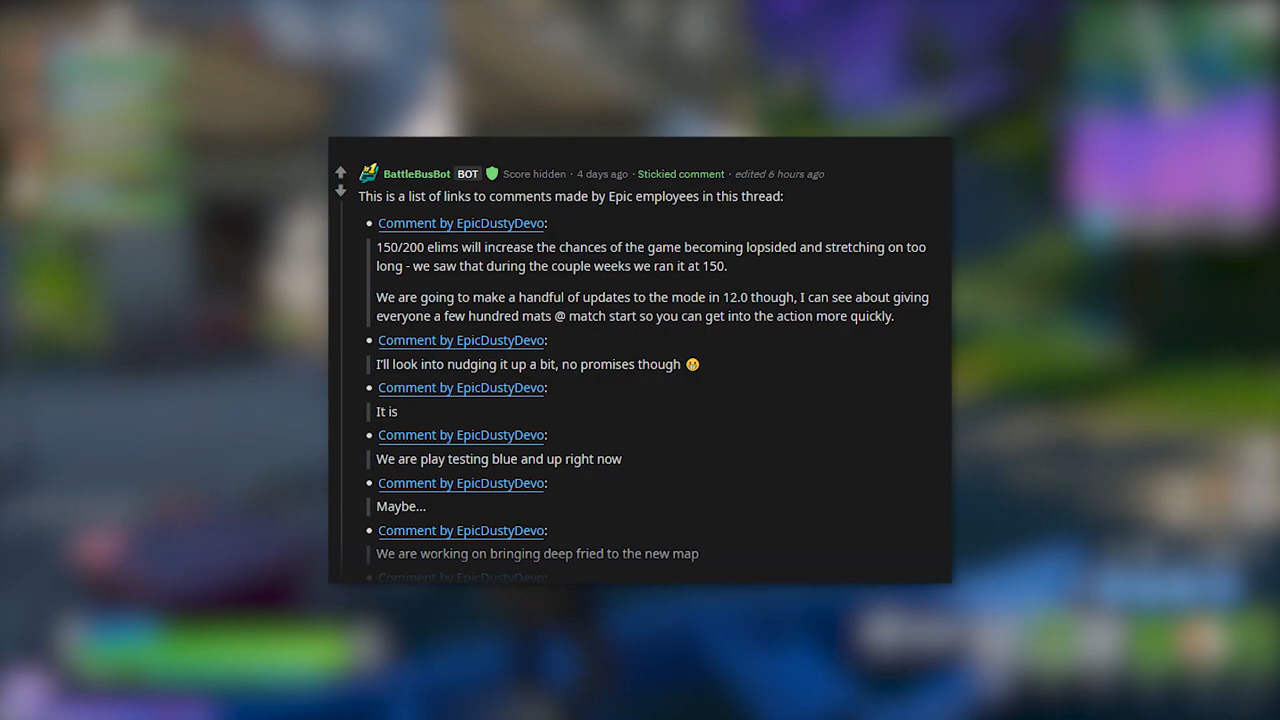 BattleBusBot BOT Score hidden · 4 days ago · Stickied comment · edited 6 hours ago
This is a list of links to comments made by Epic employees in this thread:
• Comment by EpicDustyDevo:
150/200 elims will increase the chances of the game becoming lopsided and stretching on too
long - we saw that during the couple weeks we ran it at 150.
We are going to make a handful of updates to the mode in 12.0 though, I can see about giving
everyone a few hundred mats @ match start so you can get into the action more quickly.
• Comment by EpicDustyDevo:
I'll look into nudging it up a bit, no promises though 😬
• Comment by EpicDustyDevo:
It is
• Comment by EpicDustyDevo:
We are play testing blue and up right now
• Comment by EpicDustyDevo:
Maybe...
• Comment by EpicDustyDevo:
We are working on bringing deep fried to the new map
Comment by EpicDustyDevo: